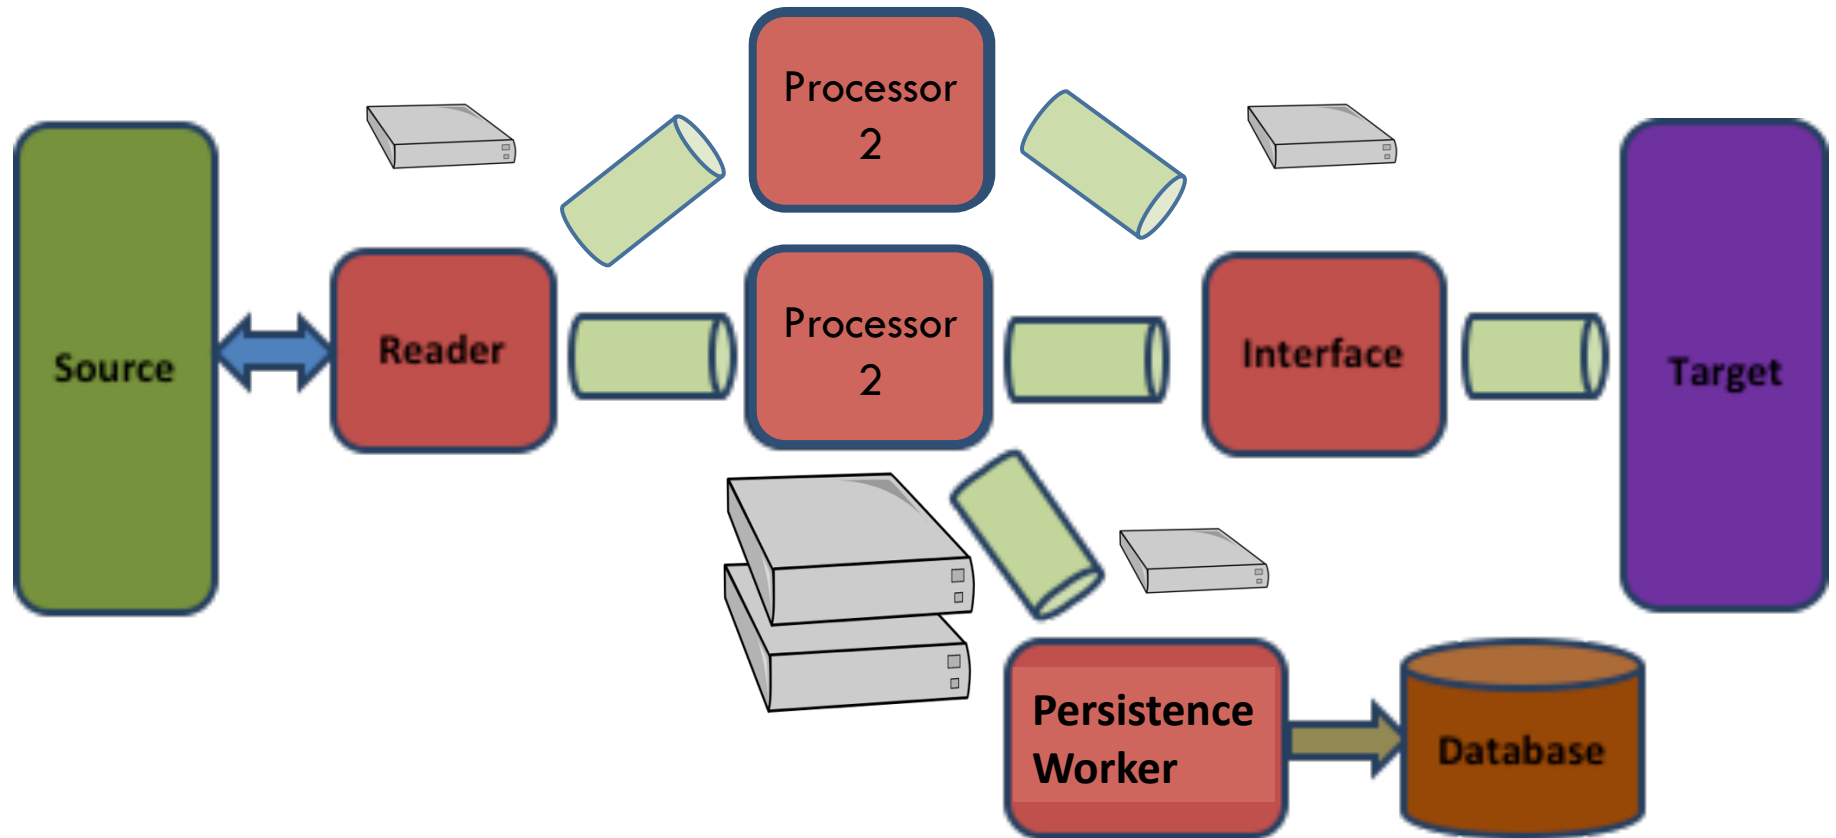 Processor
2
Source
Reader
Processor
2
Interface
Target
Persistence
Worker
Database